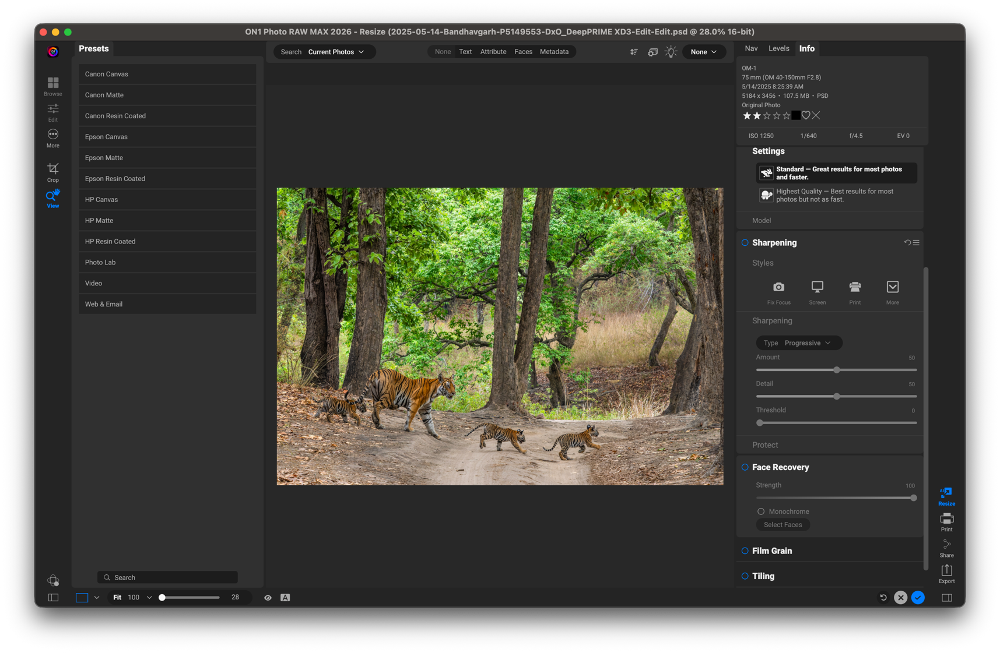 ON1 Photo RAW MAX 2026 - Resize (2025-05-14-Bandhavgarh-P5149553-DxO_DeepPRIME XD3-Edit-Edit.psd @ 28.0% 16-bit)
Presets
Search Current Photos
None Text Attribute Faces Metadata
None
Nav Levels Info
Browse
Edit
More
Crop
View
Canon Canvas
Canon Matte
Canon Resin Coated
Epson Canvas
Epson Matte
Epson Resin Coated
HP Canvas
HP Matte
HP Resin Coated
Photo Lab
Video
Web & Email
Search
OM-1
75 mm (OM 40-150mm F2.8)
5/14/2025 8:25:39 AM
5184 x 3456 • 107.5 MB • PSD
Original Photo
ISO 1250 1/640 f/4.5 EV 0
Settings
Standard — Great results for most photos
and faster.
Highest Quality — Best results for most
photos but not as fast.
Model
Sharpening
Styles
Fix Focus Screen Print More
Sharpening
Type Progressive
Amount 50
Detail 50
Threshold 0
Protect
Face Recovery
Strength 100
Monochrome
Select Faces
Film Grain
Tiling
AI
Resize
Print
Share
Export
Fit 100 28
A